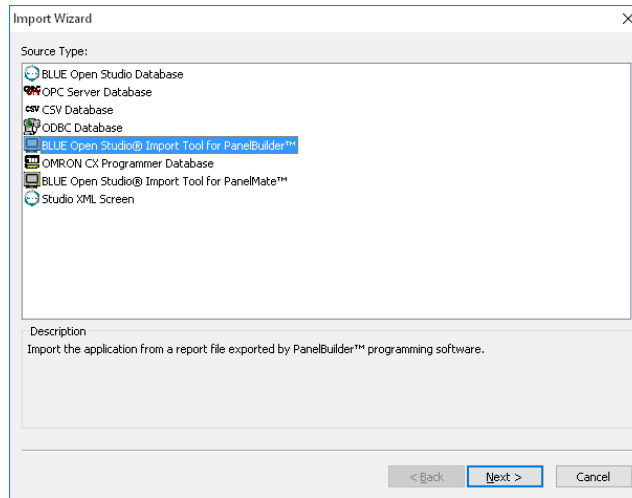 Import Wizard
Source Type:
BLUE Open Studio Database
OPC Server Database
CSV CSV Database
ODBC Database
BLUE Open Studio® Import Tool for PanelBuilder™
OMRON CX Programmer Database
BLUE Open Studio® Import Tool for PanelMate™
Studio XML Screen
Description
Import the application from a report file exported by PanelBuilder™ programming software.
< Back Next > Cancel